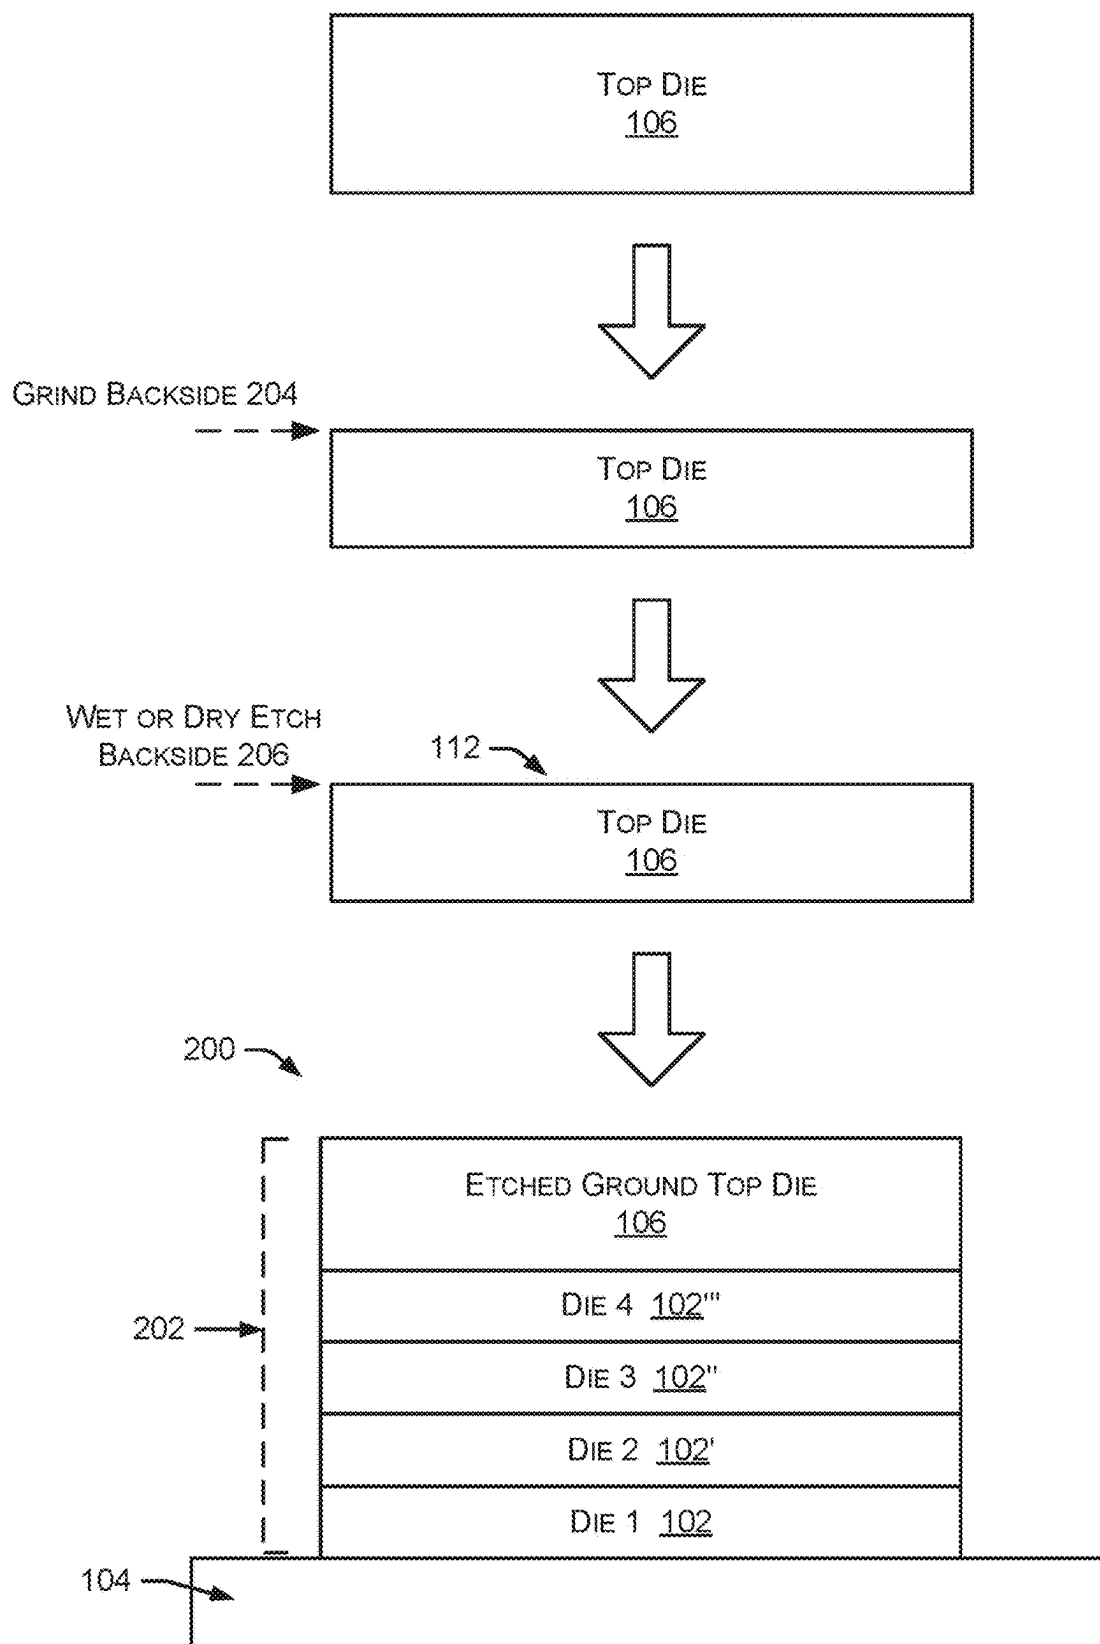 TOP DIE
106
GRIND BACKSIDE 204
TOP DIE
106
WET OR DRY ETCH
BACKSIDE 206
112
TOP DIE
106
200
ETCHED GROUND TOP DIE
106
DIE 4 102'''
202
DIE 3 102''
DIE 2 102'
DIE 1 102
104